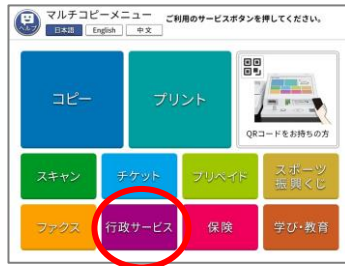 マルチコピーメニュー ご利用のサービスボタンを押してください。
ヘルプ 日本語 English 中文
コピー
プリント
QRコードをお持ちの方
スキャン
チケット
プリペイド
スポーツ
振興くじ
ファクス
行政サービス
保険
学び・教育